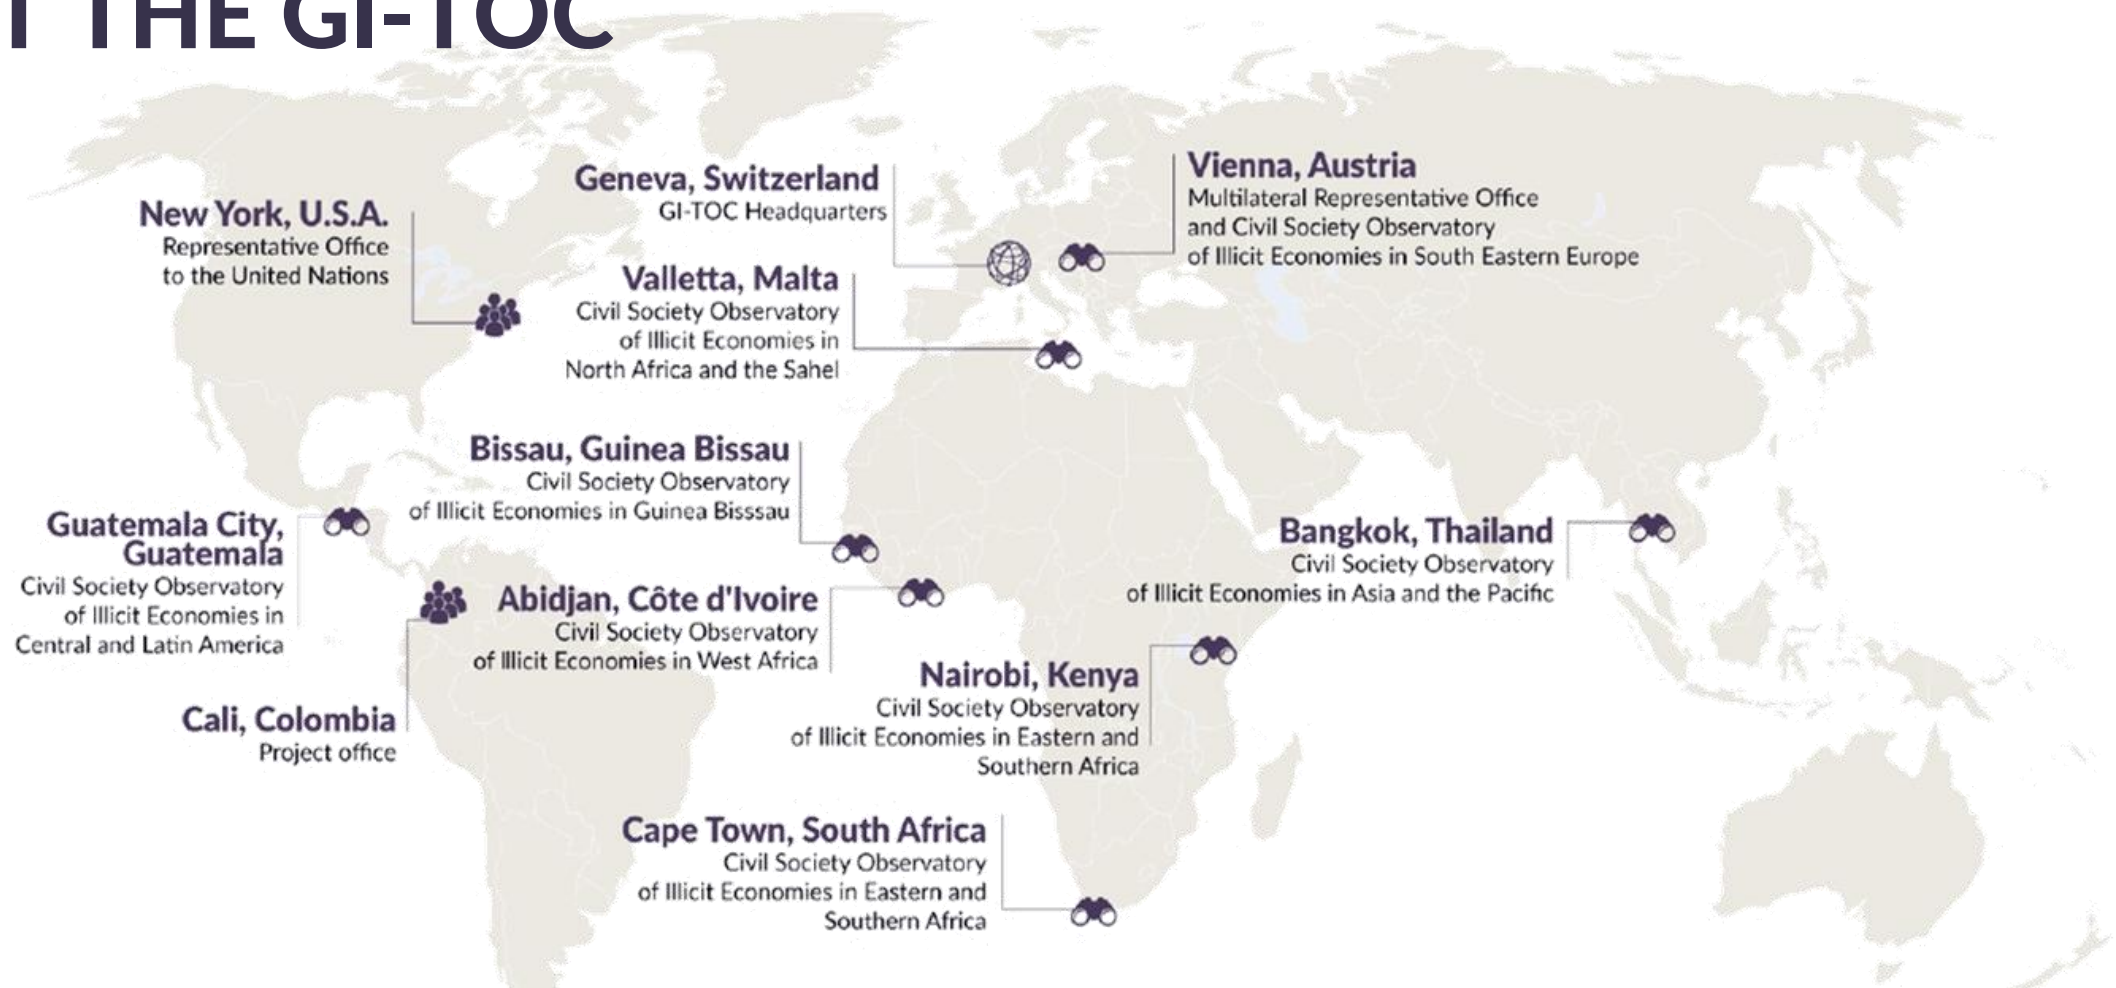 T THE GI-TOC
Geneva, Switzerland
GI-TOC Headquarters
Vienna, Austria
Multilateral Representative Office
and Civil Society Observatory
of Illicit Economies in South Eastern Europe
New York, U.S.A.
Representative Office
to the United Nations
Valletta, Malta
Civil Society Observatory
of Illicit Economies in
North Africa and the Sahel
Bissau, Guinea Bissau
Civil Society Observatory
of Illicit Economies in Guinea Bisssau
Guatemala City,
Guatemala
Civil Society Observatory
of Illicit Economies in
Central and Latin America
Bangkok, Thailand
Civil Society Observatory
of Illicit Economies in Asia and the Pacific
Abidjan, Côte d'Ivoire
Civil Society Observatory
of Illicit Economies in West Africa
Nairobi, Kenya
Civil Society Observatory
of Illicit Economies in Eastern and
Southern Africa
Cali, Colombia
Project office
Cape Town, South Africa
Civil Society Observatory
of Illicit Economies in Eastern and
Southern Africa